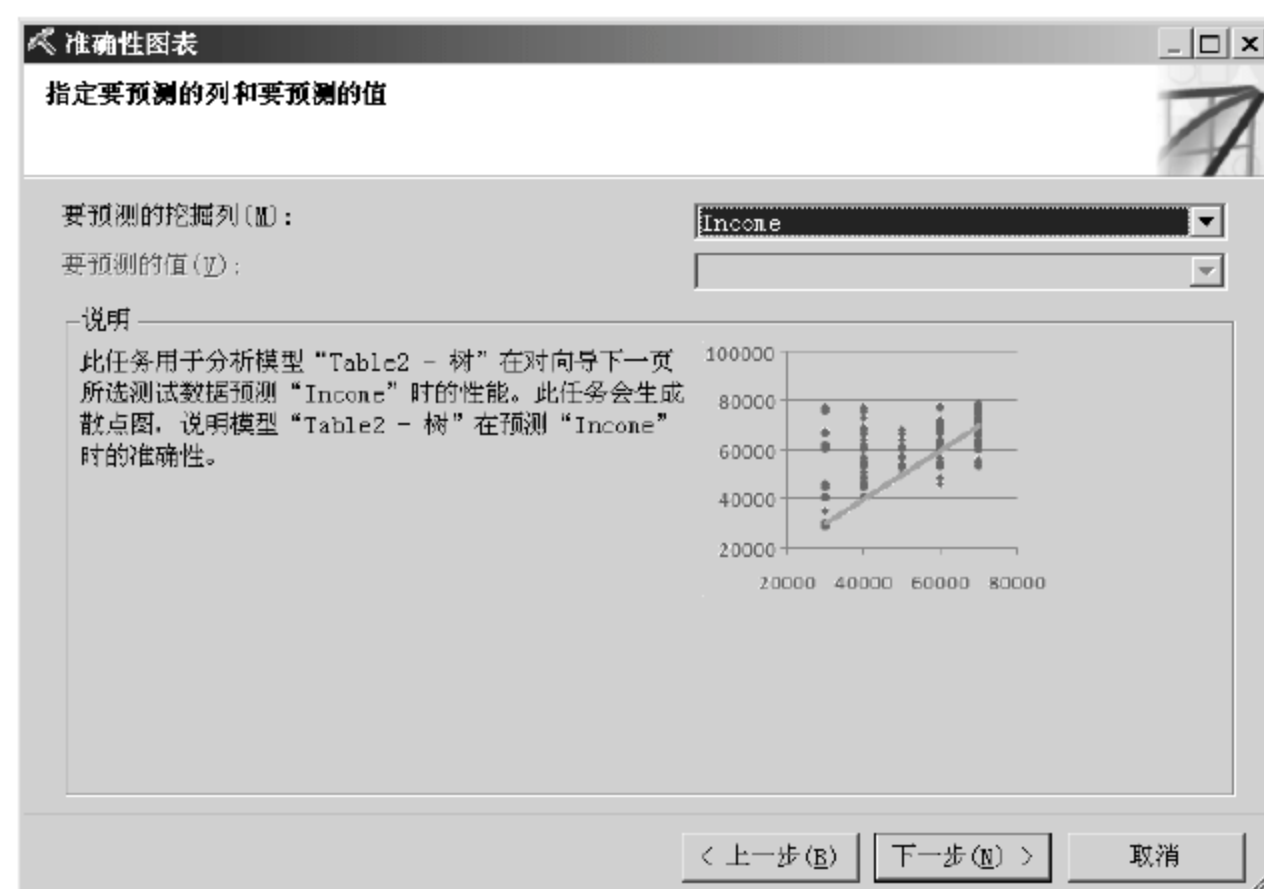 准确性图表
指定要预测的列和要预测的值
要预测的挖掘列(M):
Income
要预测的值(V):
说明
此任务用于分析模型“Table2 - 树”在对向导下一页
所选测试数据预测“Income”时的性能。此任务会生成
散点图，说明模型“Table2 - 树”在预测“Income”
时的准确性。
100000
80000
60000
40000
20000
20000 40000 60000 80000
< 上一步(B)
下一步(N) >
取消